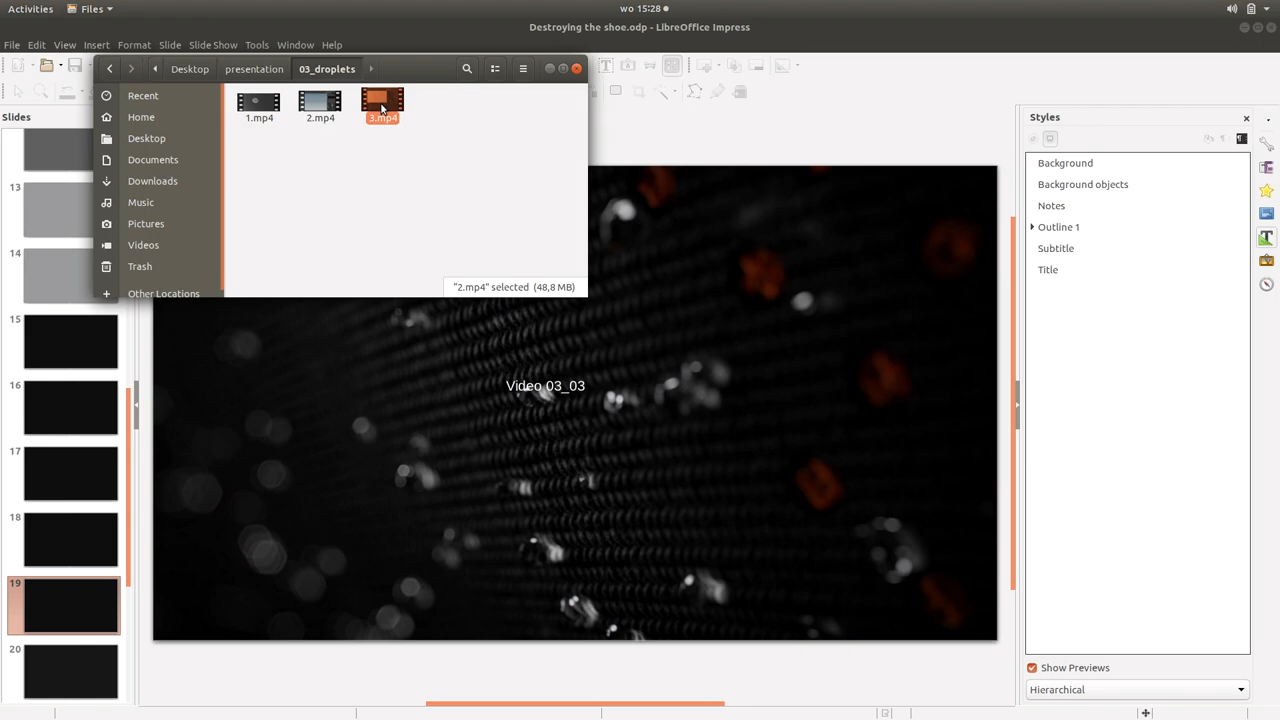 Activities
Files
wo 15:28
Destroying the shoe.odp - LibreOffice Impress
File Edit View Insert Format Slide Slide Show Tools Window Help
Desktop presentation 03_droplets
Slides
Recent
Home
Desktop
Documents
Downloads
Music
Pictures
Videos
Trash
Other Locations
1.mp4 2.mp4 3.mp4
"2.mp4" selected (48,8 MB)
13
14
15
16
17
18
19
20
Video 03_03
Styles
Background
Background objects
Notes
Outline 1
Subtitle
Title
Show Previews
Hierarchical